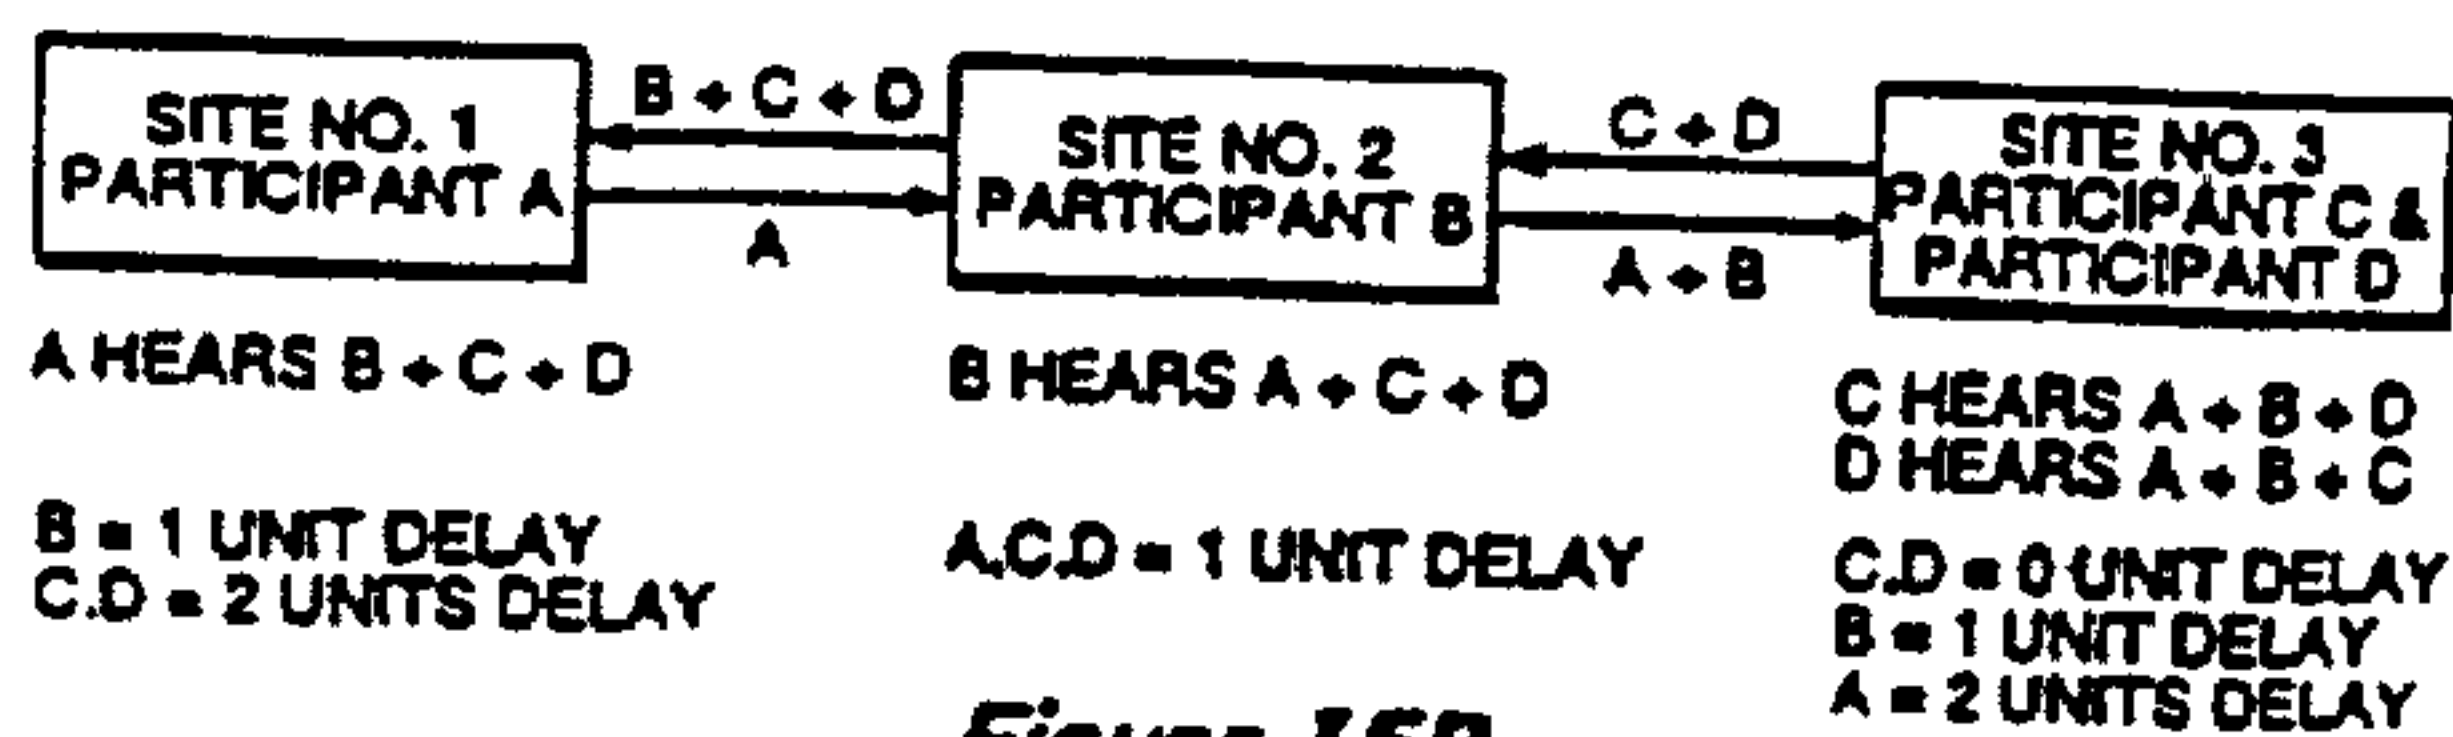 SITE NO. 1
PARTICIPANT A
B + C + D
A
SITE NO. 2
PARTICIPANT B
C + D
A + B
SITE NO. 3
PARTICIPANT C &
PARTICIPANT D
A HEARS B + C + D
B = 1 UNIT DELAY
C.D = 2 UNITS DELAY
B HEARS A + C + D
A.C.D = 1 UNIT DELAY
C HEARS A + B + D
D HEARS A + B + C
C.D = 0 UNIT DELAY
B = 1 UNIT DELAY
A = 2 UNITS DELAY
Figure